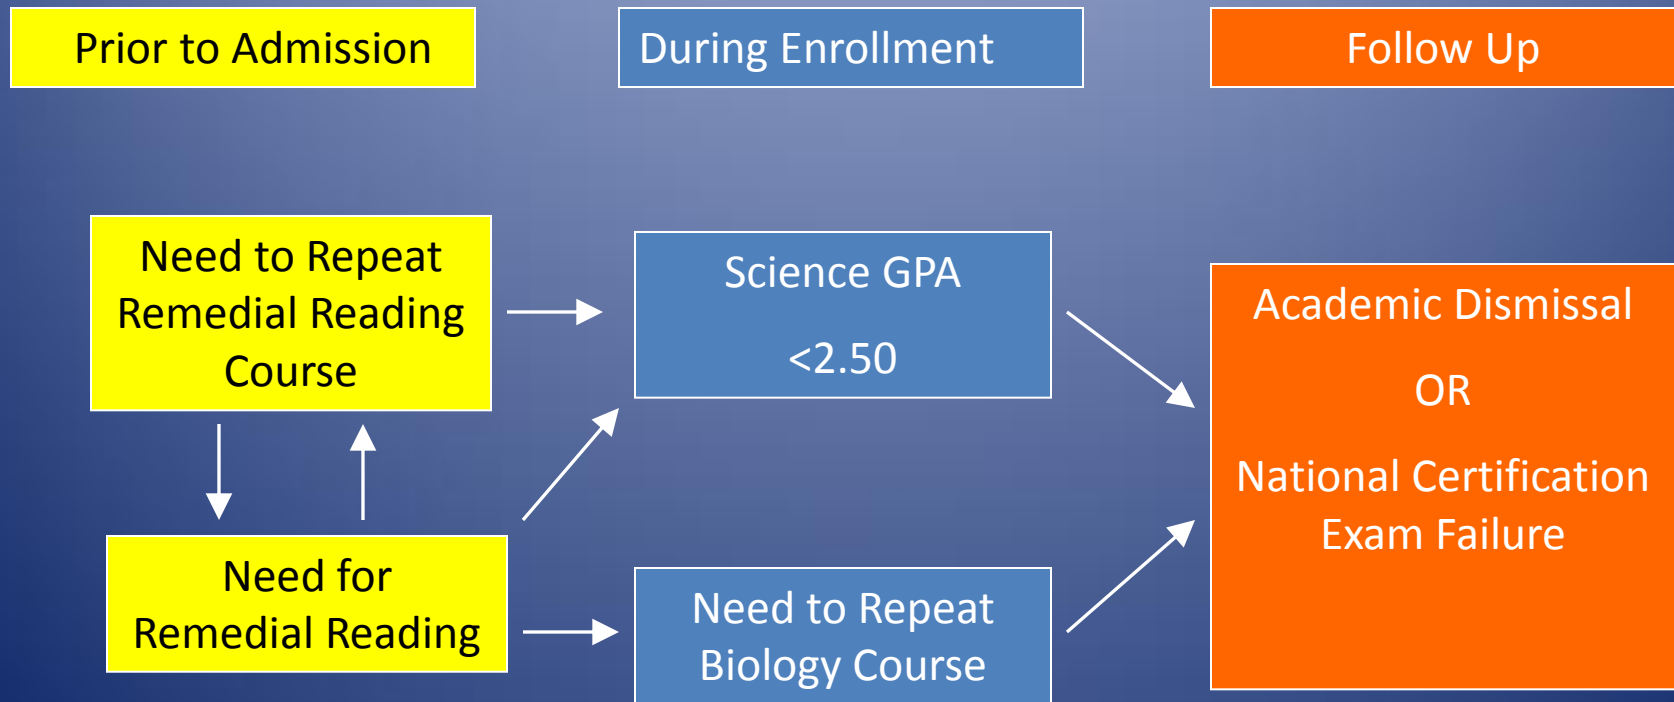 Prior to Admission
During Enrollment
Follow Up
Need to Repeat
Remedial Reading
Course
Science GPA
<2.50
Academic Dismissal
OR
National Certification
Exam Failure
Need for
Remedial Reading
Need to Repeat
Biology Course